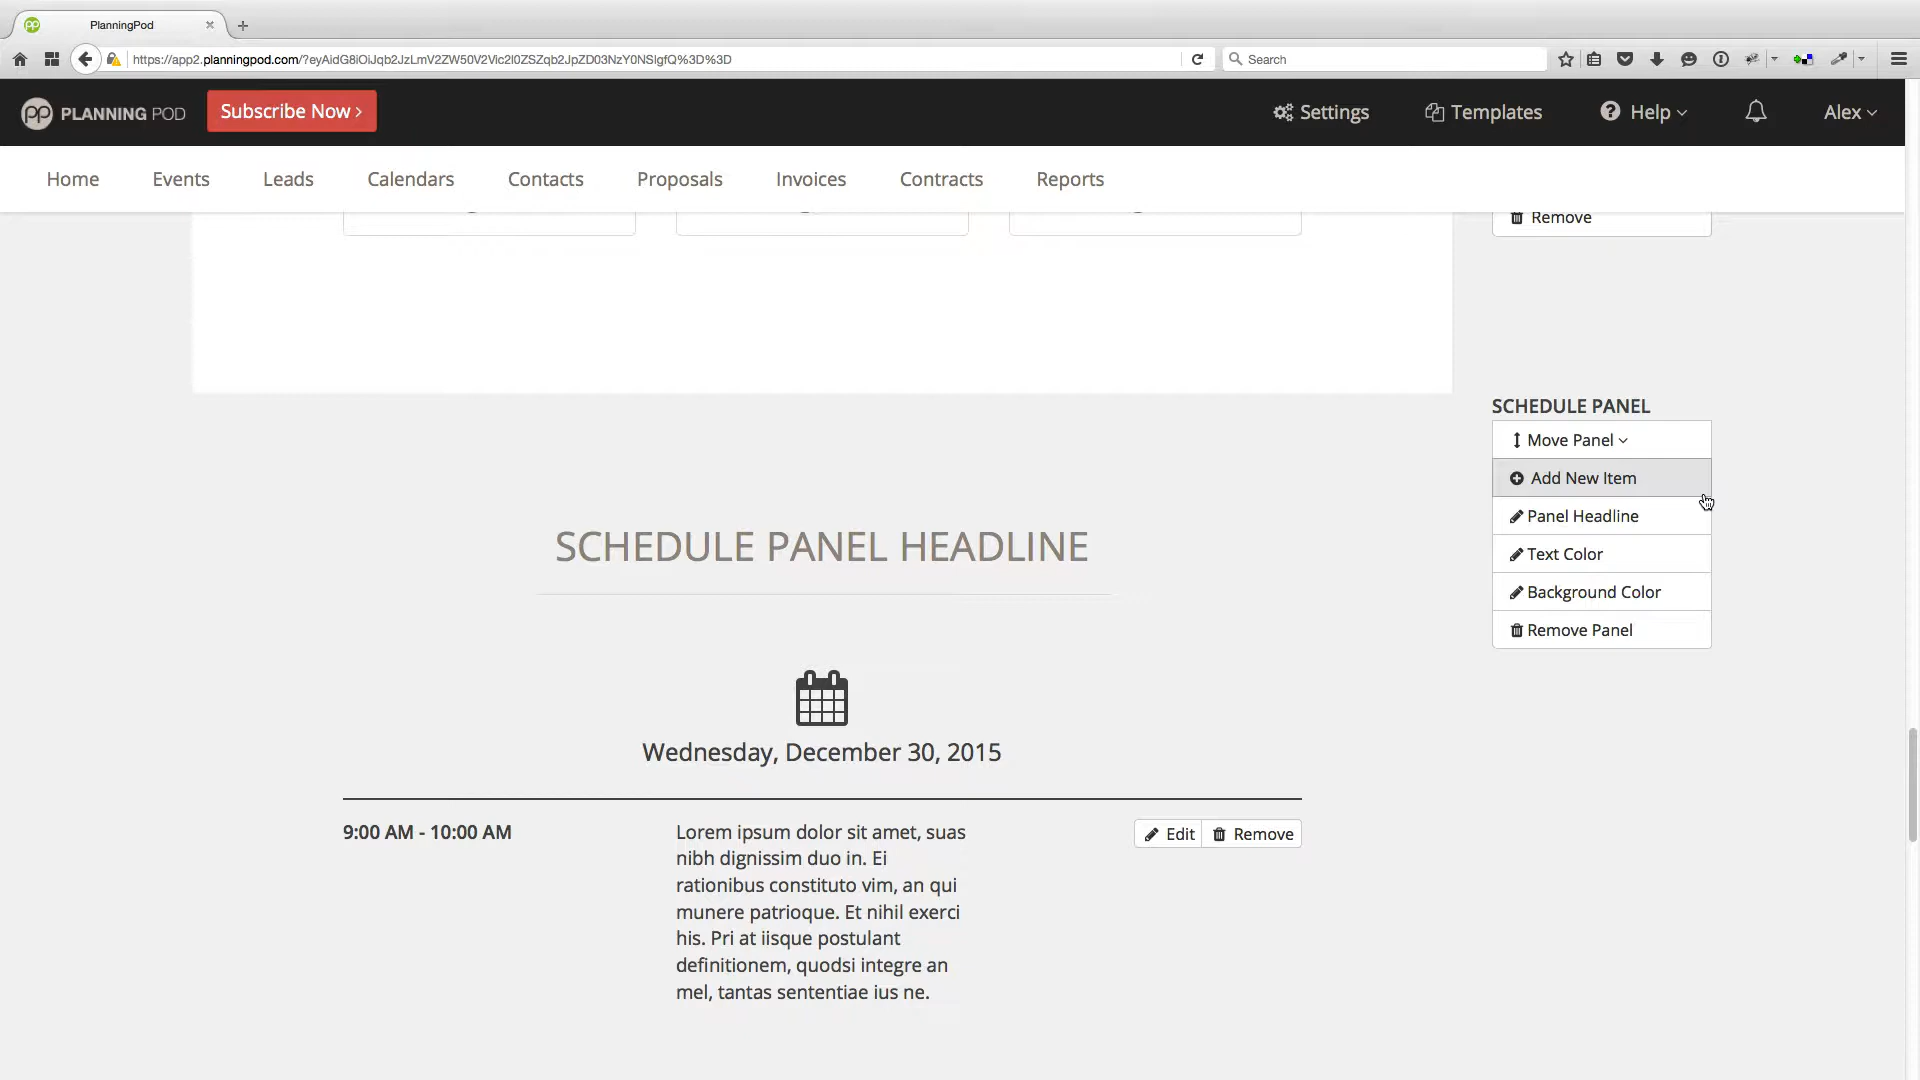 PlanningPod
https://app2.planningpod.com/?eyAidG8iOiJqb2JzLmV2ZW50V2Vic2l0ZSZqb2JpZD03NzY0NSIgfQ%3D%3D
Search
PLANNING POD
Subscribe Now
Settings
Templates
Help
Alex
Home
Events
Leads
Calendars
Contacts
Proposals
Invoices
Contracts
Reports
Remove
SCHEDULE PANEL
Move Panel
Add New Item
Panel Headline
Text Color
Background Color
Remove Panel
SCHEDULE PANEL HEADLINE
Wednesday, December 30, 2015
9:00 AM - 10:00 AM
Lorem ipsum dolor sit amet, suas
nibh dignissim duo in. Ei
rationibus constituto vim, an qui
munere patrioque. Et nihil exerci
his. Pri at iisque postulant
definitionem, quodsi integre an
mel, tantas sententiae ius ne.
Edit
Remove